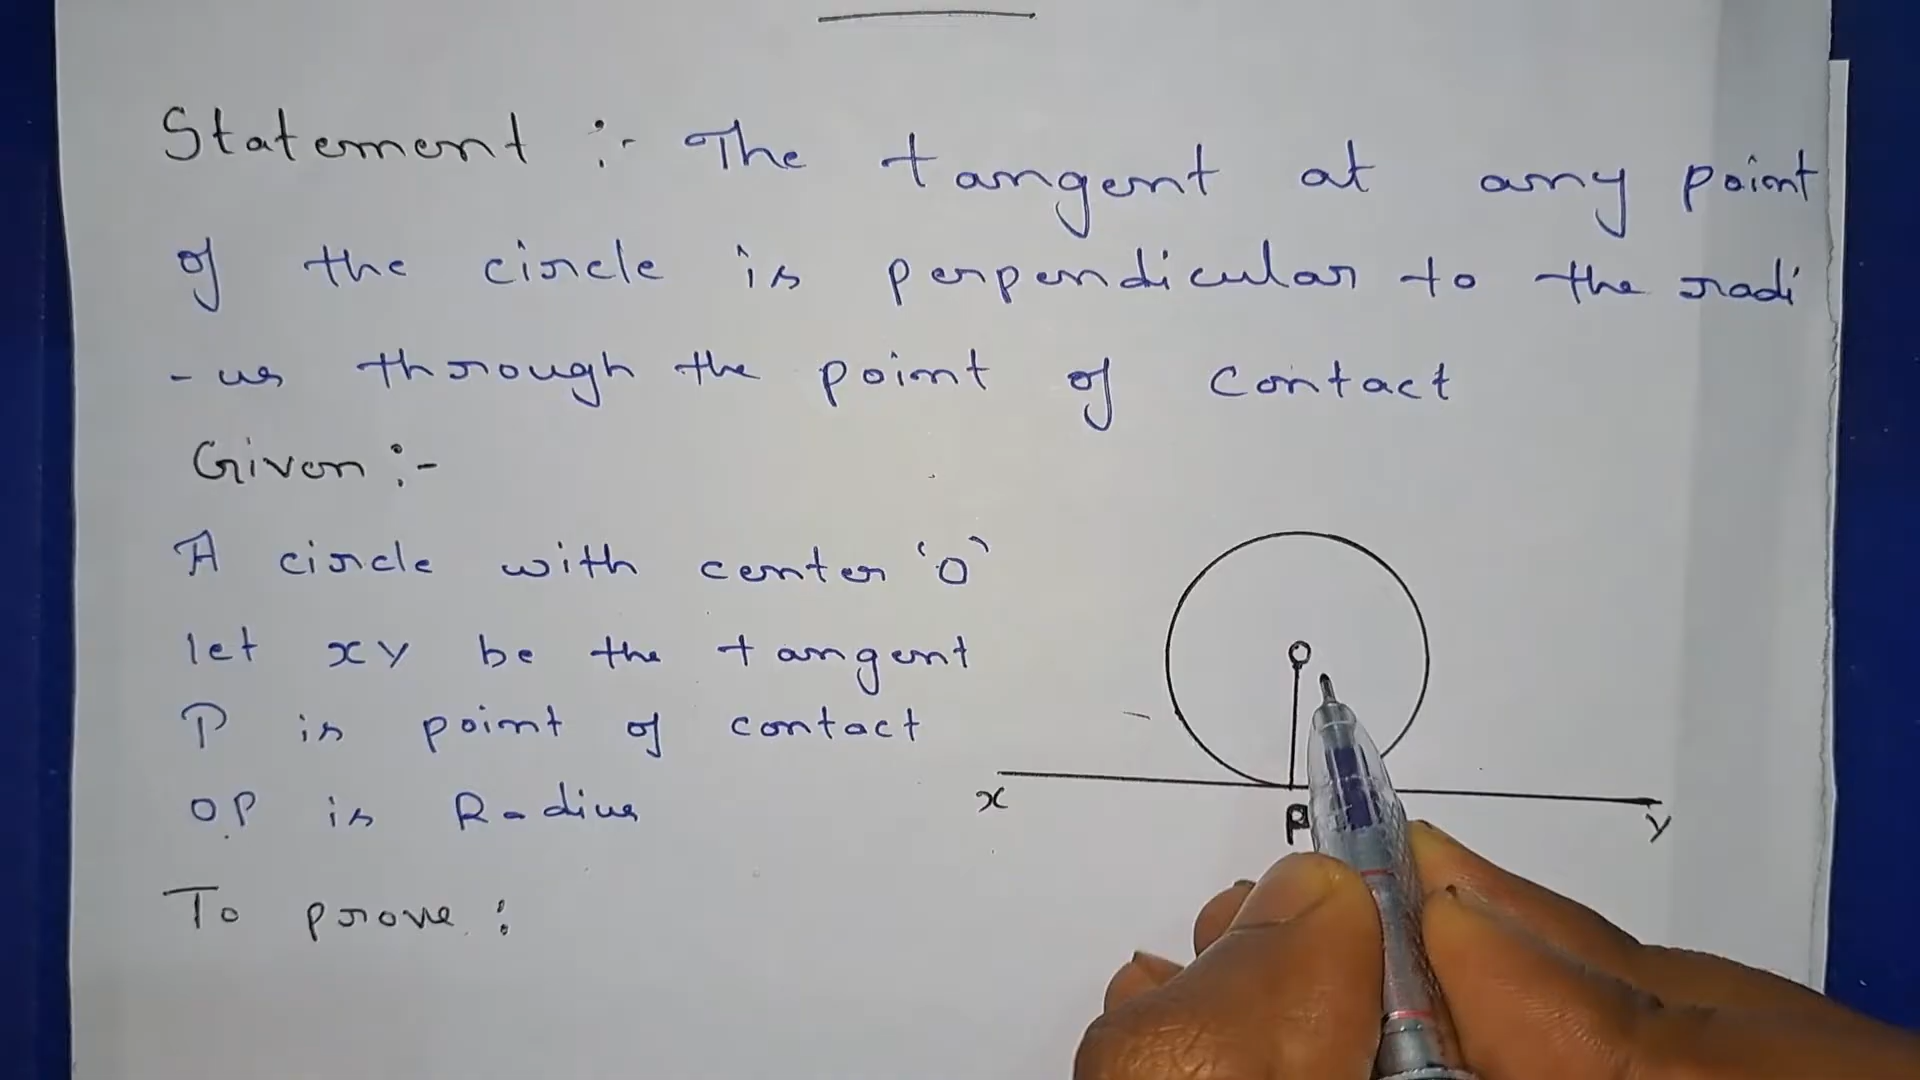 Statement :- The tangent at any point
of the circle is perpendicular to the radi
-us through the point of contact
Given :-
A circle with center 'O'
let xy be the tangent
P is point of contact
OP is Radius
To prove :
O
x
P
y